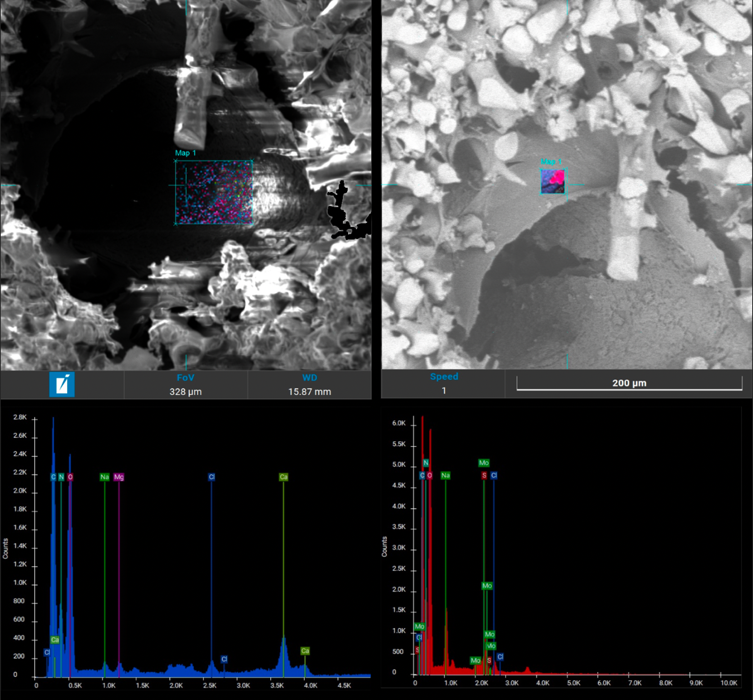 Map 1
Map 1
FoV
WD
328 µm
15.87 mm
Speed
1
200 µm
2.8K
2.6K
2.4K
2.2K
2.0K
1.8K
1.6K
1.4K
1.2K
1.0K
800
600
400
200
0
Counts
C N O Na Mg Cl Ca
Ca
Cl Cl Ca
0 0.5K 1.0K 1.5K 2.0K 2.5K 3.0K 3.5K 4.5K
6.0K
5.5K
5.0K
4.5K
4.0K
3.5K
3.0K
2.5K
2.0K
1.5K
1.0K
500
0
Counts
N Mo
C O Na S Cl
Mo
Mo Mo
Cl Mo
S Mo S Cl
0 1.0K 2.0K 3.0K 4.0K 5.0K 6.0K 7.0K 8.0K 9.0K 10.0K